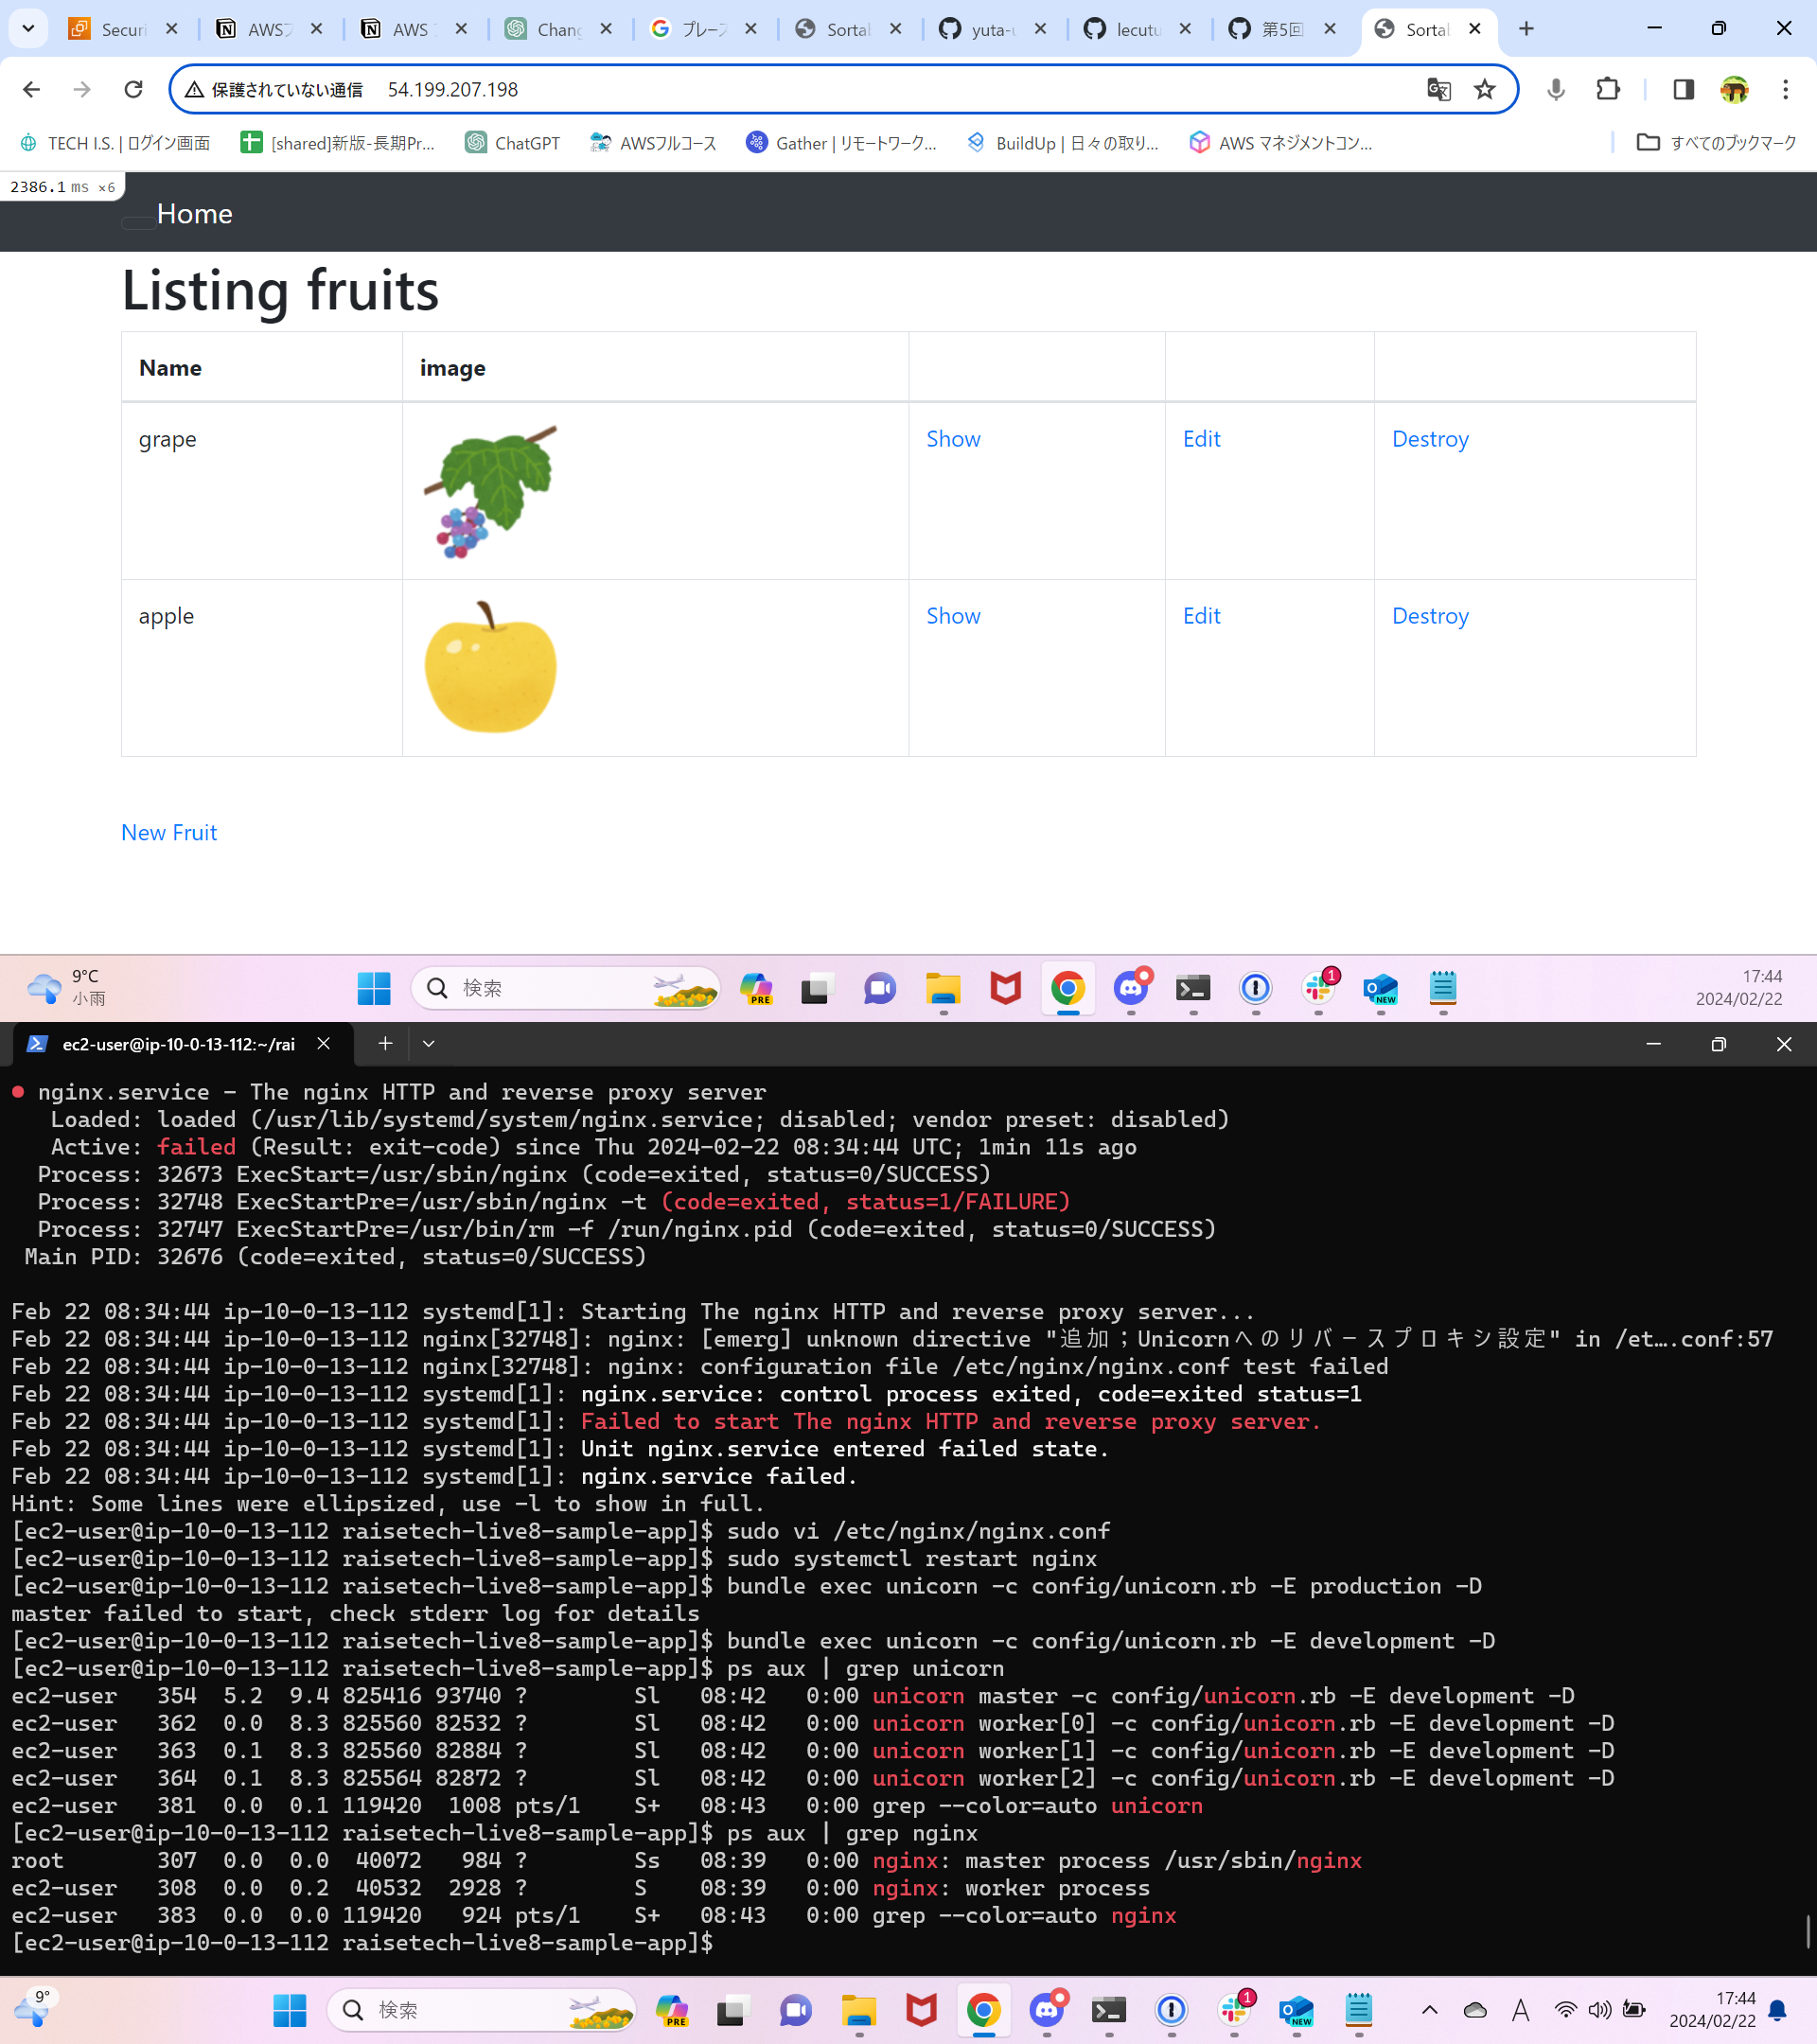 Securi
AWSフ
AWS
Chang
プレース
Sortab
yuta-u
lecutu
第5回
Sortab
保護されていない通信 54.199.207.198
TECH I.S. | ログイン画面
[shared]新版-長期Pr...
ChatGPT
AWSフルコース
Gather | リモートワーク...
BuildUp | 日々の取り...
AWS マネジメントコン...
すべてのブックマーク
2386.1 ms ×6
Home
Listing fruits
Name image
grape Show Edit Destroy
apple Show Edit Destroy
New Fruit
9°C
小雨
検索
PRE
1
NEW
17:44
2024/02/22
ec2-user@ip-10-0-13-112:~/rai
● nginx.service - The nginx HTTP and reverse proxy server
Loaded: loaded (/usr/lib/systemd/system/nginx.service; disabled; vendor preset: disabled)
Active: failed (Result: exit-code) since Thu 2024-02-22 08:34:44 UTC; 1min 11s ago
Process: 32673 ExecStart=/usr/sbin/nginx (code=exited, status=0/SUCCESS)
Process: 32748 ExecStartPre=/usr/sbin/nginx -t (code=exited, status=1/FAILURE)
Process: 32747 ExecStartPre=/usr/bin/rm -f /run/nginx.pid (code=exited, status=0/SUCCESS)
Main PID: 32676 (code=exited, status=0/SUCCESS)
Feb 22 08:34:44 ip-10-0-13-112 systemd[1]: Starting The nginx HTTP and reverse proxy server...
Feb 22 08:34:44 ip-10-0-13-112 nginx[32748]: nginx: [emerg] unknown directive "追加；Unicornへのリバースプロキシ設定" in /et….conf:57
Feb 22 08:34:44 ip-10-0-13-112 nginx[32748]: nginx: configuration file /etc/nginx/nginx.conf test failed
Feb 22 08:34:44 ip-10-0-13-112 systemd[1]: nginx.service: control process exited, code=exited status=1
Feb 22 08:34:44 ip-10-0-13-112 systemd[1]: Failed to start The nginx HTTP and reverse proxy server.
Feb 22 08:34:44 ip-10-0-13-112 systemd[1]: Unit nginx.service entered failed state.
Feb 22 08:34:44 ip-10-0-13-112 systemd[1]: nginx.service failed.
Hint: Some lines were ellipsized, use -l to show in full.
[ec2-user@ip-10-0-13-112 raisetech-live8-sample-app]$ sudo vi /etc/nginx/nginx.conf
[ec2-user@ip-10-0-13-112 raisetech-live8-sample-app]$ sudo systemctl restart nginx
[ec2-user@ip-10-0-13-112 raisetech-live8-sample-app]$ bundle exec unicorn -c config/unicorn.rb -E production -D
master failed to start, check stderr log for details
[ec2-user@ip-10-0-13-112 raisetech-live8-sample-app]$ bundle exec unicorn -c config/unicorn.rb -E development -D
[ec2-user@ip-10-0-13-112 raisetech-live8-sample-app]$ ps aux | grep unicorn
ec2-user 354 5.2 9.4 825416 93740 ? Sl 08:42 0:00 unicorn master -c config/unicorn.rb -E development -D
ec2-user 362 0.0 8.3 825560 82532 ? Sl 08:42 0:00 unicorn worker[0] -c config/unicorn.rb -E development -D
ec2-user 363 0.1 8.3 825560 82884 ? Sl 08:42 0:00 unicorn worker[1] -c config/unicorn.rb -E development -D
ec2-user 364 0.1 8.3 825564 82872 ? Sl 08:42 0:00 unicorn worker[2] -c config/unicorn.rb -E development -D
ec2-user 381 0.0 0.1 119420 1008 pts/1 S+ 08:43 0:00 grep --color=auto unicorn
[ec2-user@ip-10-0-13-112 raisetech-live8-sample-app]$ ps aux | grep nginx
root 307 0.0 0.0 40072 984 ? Ss 08:39 0:00 nginx: master process /usr/sbin/nginx
ec2-user 308 0.0 0.2 40532 2928 ? S 08:39 0:00 nginx: worker process
ec2-user 383 0.0 0.0 119420 924 pts/1 S+ 08:43 0:00 grep --color=auto nginx
[ec2-user@ip-10-0-13-112 raisetech-live8-sample-app]$
9°
検索
PRE
1
NEW
A
17:44
2024/02/22